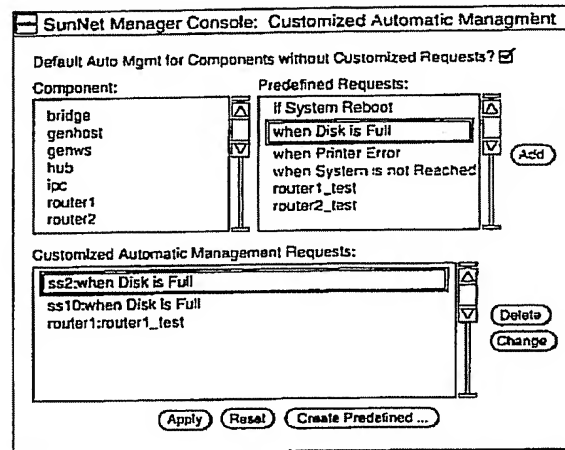 SunNet Manager Console: Customized Automatic Managment
Default Auto Mgmt for Components without Customized Requests?
Component:
bridge
genhost
genws
hub
ipc
router1
router2
Predefined Requests:
if System Reboot
when Disk is Full
when Printer Error
when System is not Reached
router1_test
router2_test
Add
Customized Automatic Management Requests:
ss2:when Disk is Full
ss10:when Disk is Full
router1:router1_test
Delete
Change
Apply
Reset
Create Predefined ...